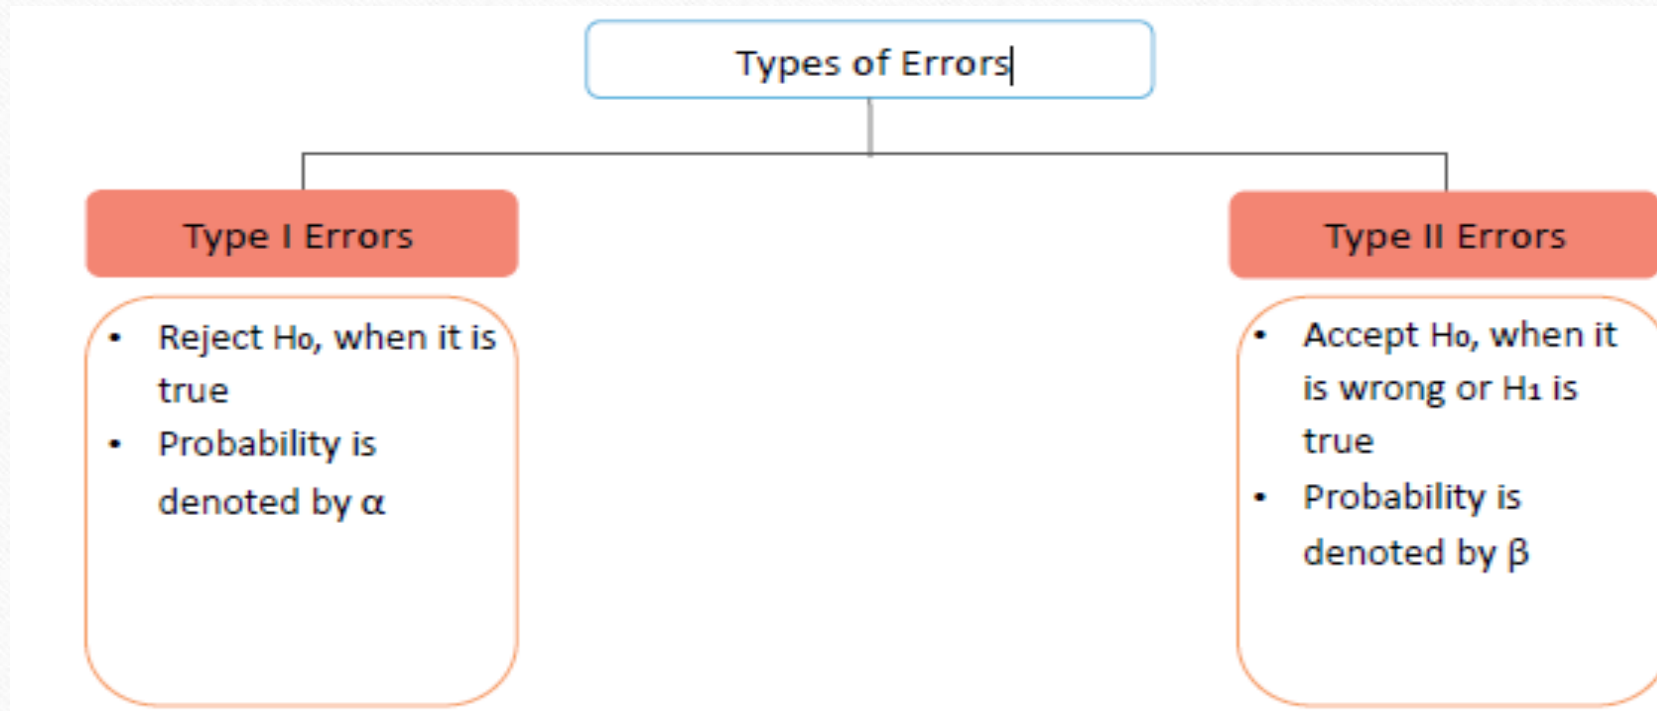 Types of Errors
Type I Errors
• Reject H₀, when it is
true
• Probability is
denoted by α
Type II Errors
• Accept H₀, when it
is wrong or H₁ is
true
• Probability is
denoted by β